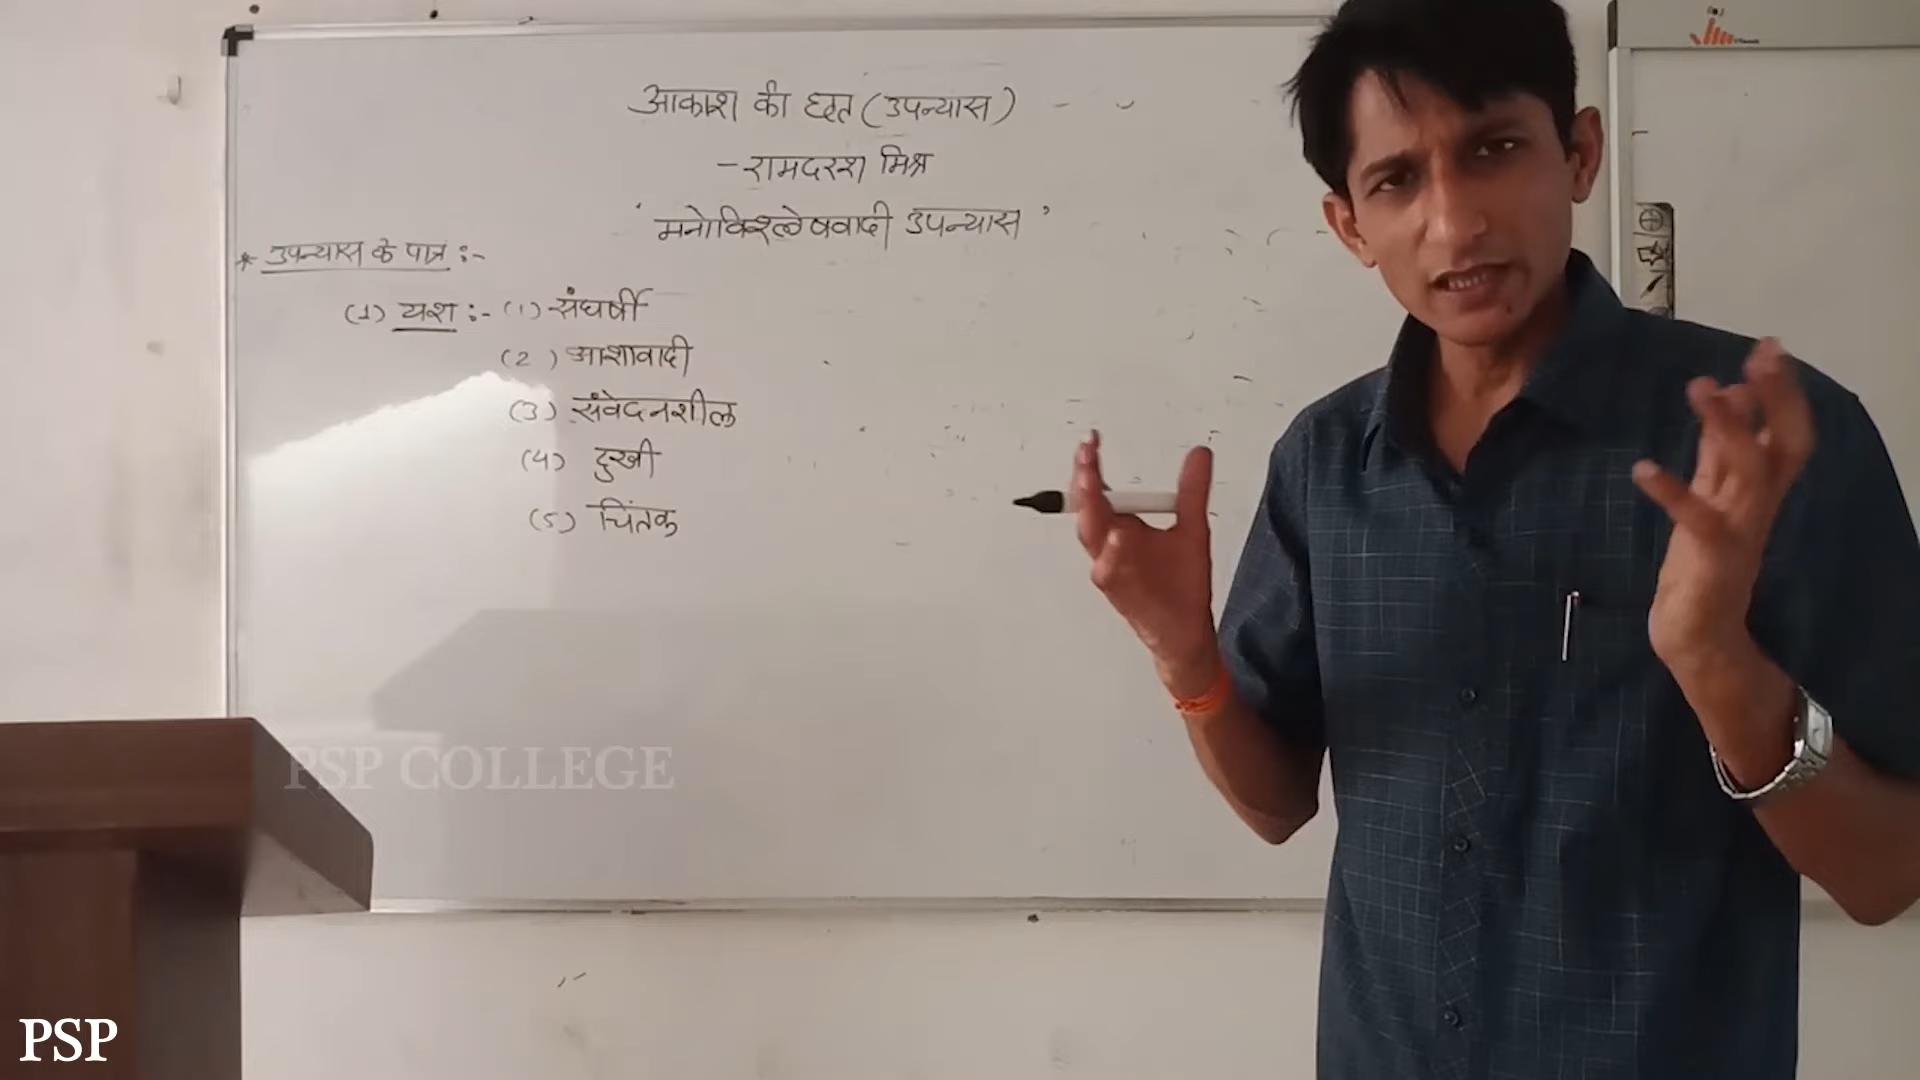 आकाश की छत (उपन्यास)
- रामदरश मिश्र
' मनोविश्लेषवादी उपन्यास '
* उपन्यास के पात्र :-
(1) यश :- (1) संघर्षी
(2) आशावादी
(3) संवेदनशील
(4) दुखी
(5) चिंतक
PSP COLLEGE
PSP